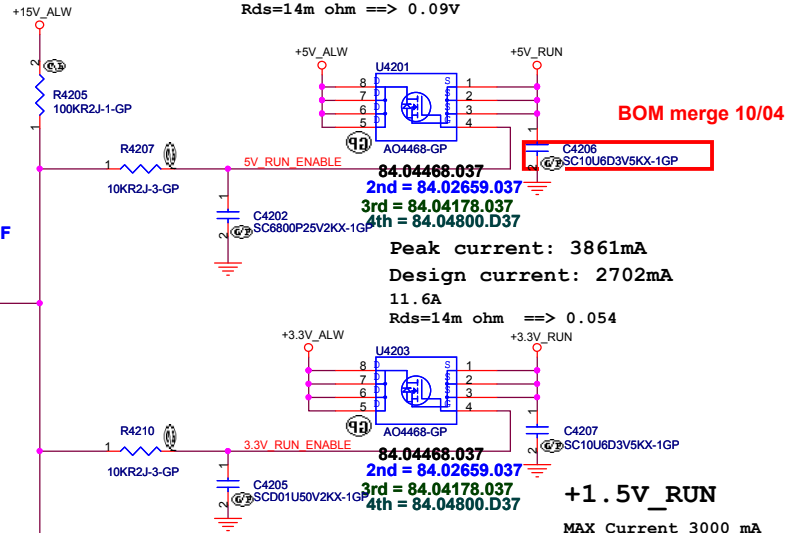 Rds=14m ohm ==> 0.09V
+15V_ALW
+5V_ALW
+5V_RUN
U4201
2
R4205
100KR2J-1-GP
1
8 D S 1
7 D S 2
6 D S 3
5 D G 4
AO4468-GP
BOM merge 10/04
1
C4206
SC10U6D3V5KX-1GP
2
R4207
1
10KR2J-3-GP
5V_RUN_ENABLE
84.04468.037
2nd = 84.02659.037
3rd = 84.04178.037
4th = 84.04800.D37
1
C4202
SC6800P25V2KX-1GP
2
F
Peak current: 3861mA
Design current: 2702mA
11.6A
Rds=14m ohm ==> 0.054
+3.3V_ALW
+3.3V_RUN
U4203
8 D S 1
7 D S 2
6 D S 3
5 D G 4
AO4468-GP
1
C4207
SC10U6D3V5KX-1GP
2
R4210
1
10KR2J-3-GP
3.3V_RUN_ENABLE
84.04468.037
2nd = 84.02659.037
3rd = 84.04178.037
4th = 84.04800.D37
1
C4205
SCD01U50V2KX-1GP
2
+1.5V_RUN
MAX Current 3000 mA